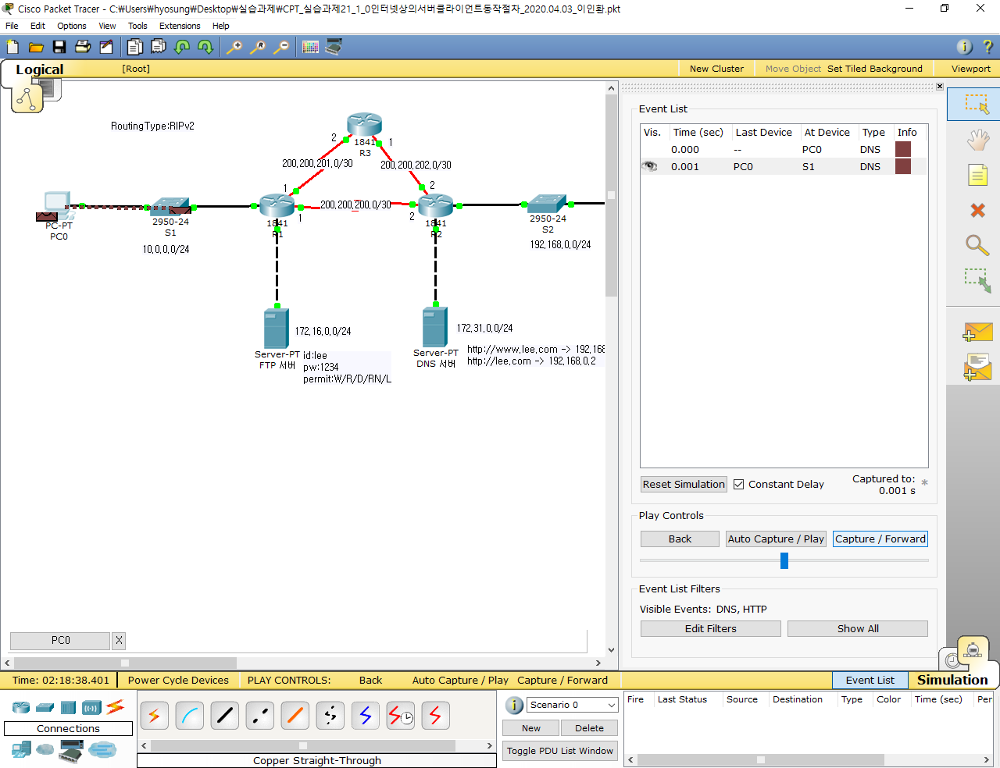 Cisco Packet Tracer - C:₩Users₩hyosung₩Desktop₩실습과제₩CPT_실습과제21_1_0인터넷상의서버클라이언트동작절차_2020.04.03_이인환.pkt
File Edit Options View Tools Extensions Help
Logical [Root] New Cluster Move Object Set Tiled Background Viewport
RoutingType:RIPv2
2
1841
R3
1
200.200.201.0/30
200.200.202.0/30
1
2
200.200.200.0/30
1
2
PC-PT
PC0
2950-24
S1
10.0.0.0/24
1841
R1
1841
R2
2950-24
S2
192.168.0.0/24
172.16.0.0/24
Server-PT
FTP 서버
id:lee
pw:1234
permit:W/R/D/RN/L
172.31.0.0/24
Server-PT
DNS 서버
http://www.lee.com -> 192.168
http://lee.com -> 192.168.0.2
PC0 X
Event List
Vis. Time (sec) Last Device At Device Type Info
0.000 -- PC0 DNS
0.001 PC0 S1 DNS
Reset Simulation Constant Delay Captured to:
0.001 s
Play Controls
Back Auto Capture / Play Capture / Forward
Event List Filters
Visible Events: DNS, HTTP
Edit Filters Show All
Time: 02:18:38.401 Power Cycle Devices PLAY CONTROLS: Back Auto Capture / Play Capture / Forward Event List Simulation
Connections
Copper Straight-Through
Scenario 0
New Delete
Toggle PDU List Window
Fire Last Status Source Destination Type Color Time (sec) Per